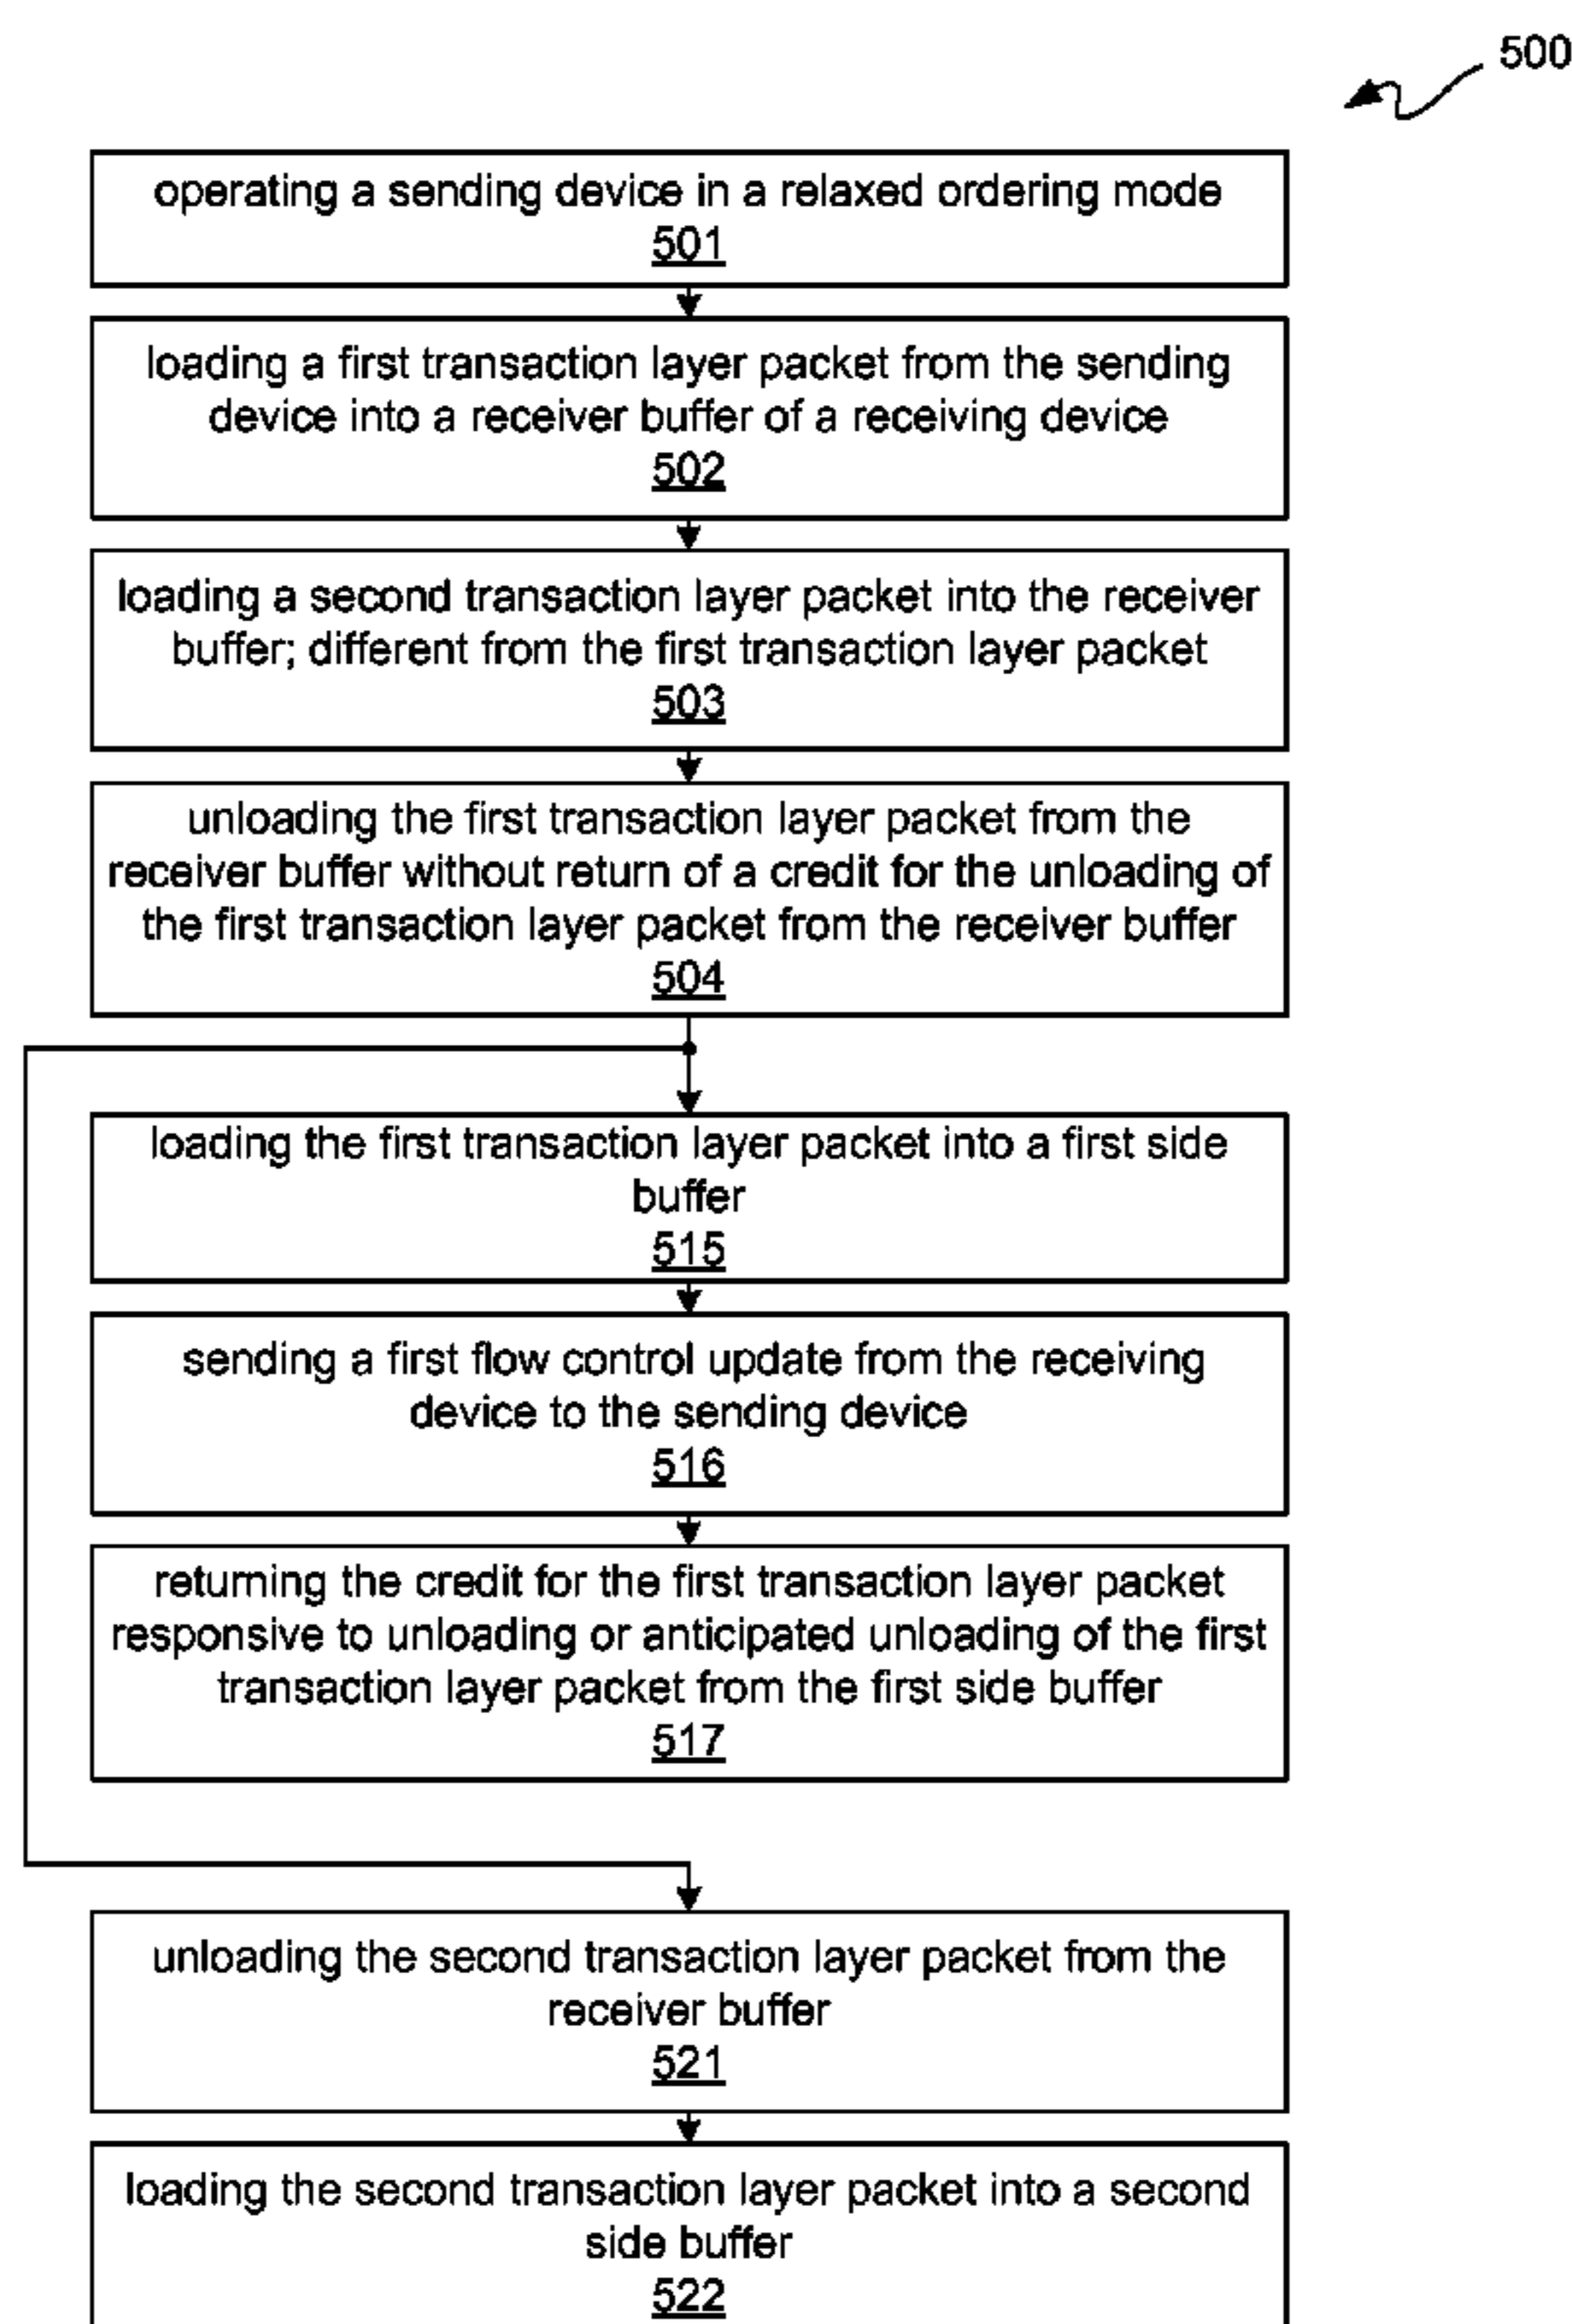 500
operating a sending device in a relaxed ordering mode
501
loading a first transaction layer packet from the sending
device into a receiver buffer of a receiving device
502
loading a second transaction layer packet into the receiver
buffer; different from the first transaction layer packet
503
unloading the first transaction layer packet from the
receiver buffer without return of a credit for the unloading of
the first transaction layer packet from the receiver buffer
504
loading the first transaction layer packet into a first side
buffer
515
sending a first flow control update from the receiving
device to the sending device
516
returning the credit for the first transaction layer packet
responsive to unloading or anticipated unloading of the first
transaction layer packet from the first side buffer
517
unloading the second transaction layer packet from the
receiver buffer
521
loading the second transaction layer packet into a second
side buffer
522